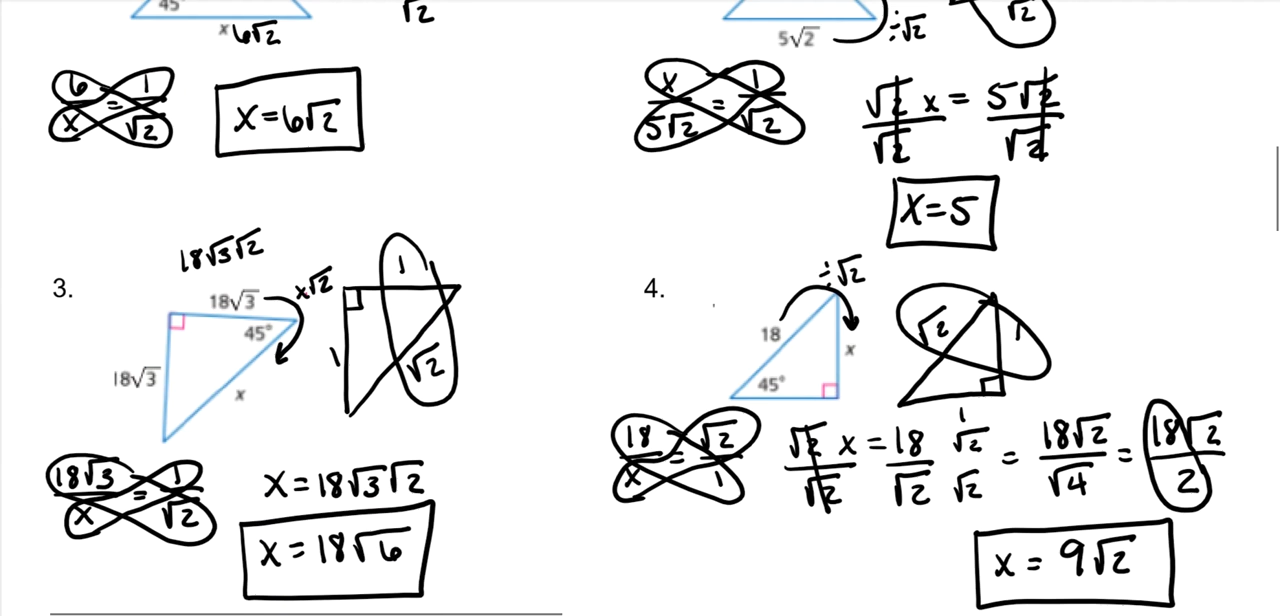 45°
x 6√2
√2
6/x = 1/√2
x = 6√2
5√2
÷√2
√2
x/5√2 = 1/√2
√2 x/√2 = 5√2/√2
x = 5
3.
18√3√2
18√3
x√2
45°
18√3
x
1
1
√2
18√3/x = 1/√2
x = 18√3√2
x = 18√6
4.
÷√2
18
x
45°
√2
1
1
18/x = √2/1
√2 x/√2 = 18/√2 √2/√2 = 18√2/√4 = 18√2/2
x = 9√2